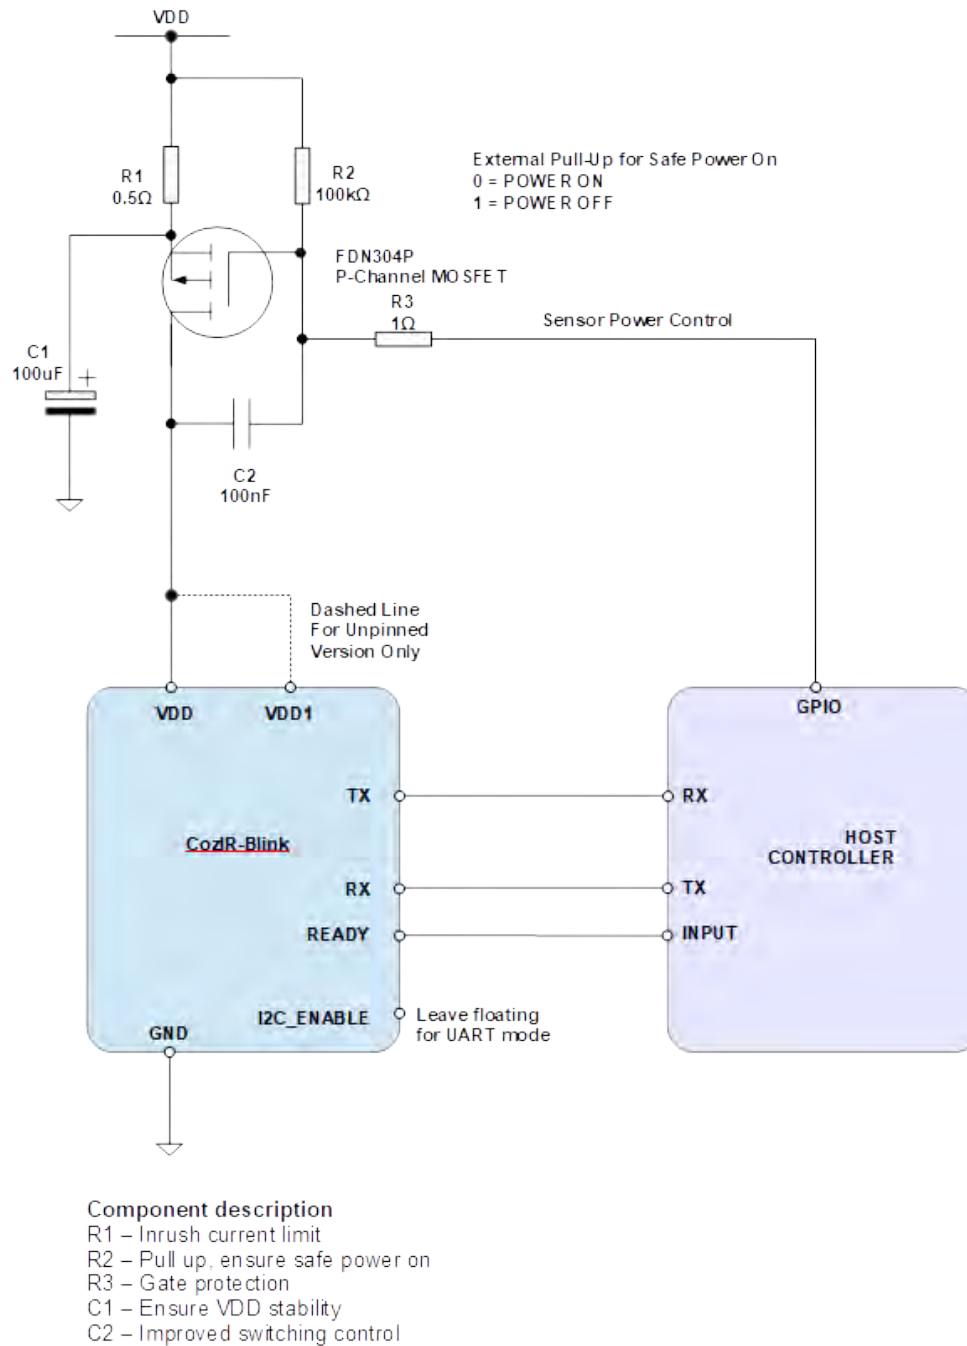 VDD
R1
0.5Ω
R2
100kΩ
External Pull-Up for Safe Power On
0 = POWER ON
1 = POWER OFF
FDN304P
P-Channel MOSFET
R3
1Ω
Sensor Power Control
C1
100uF
+
C2
100nF
Dashed Line
For Unpinned
Version Only
VDD
VDD1
GPIO
TX
RX
CozIR-Blink
HOST
CONTROLLER
RX
TX
READY
INPUT
I2C_ENABLE
Leave floating
for UART mode
GND
Component description
R1 – Inrush current limit
R2 – Pull up, ensure safe power on
R3 – Gate protection
C1 – Ensure VDD stability
C2 – Improved switching control